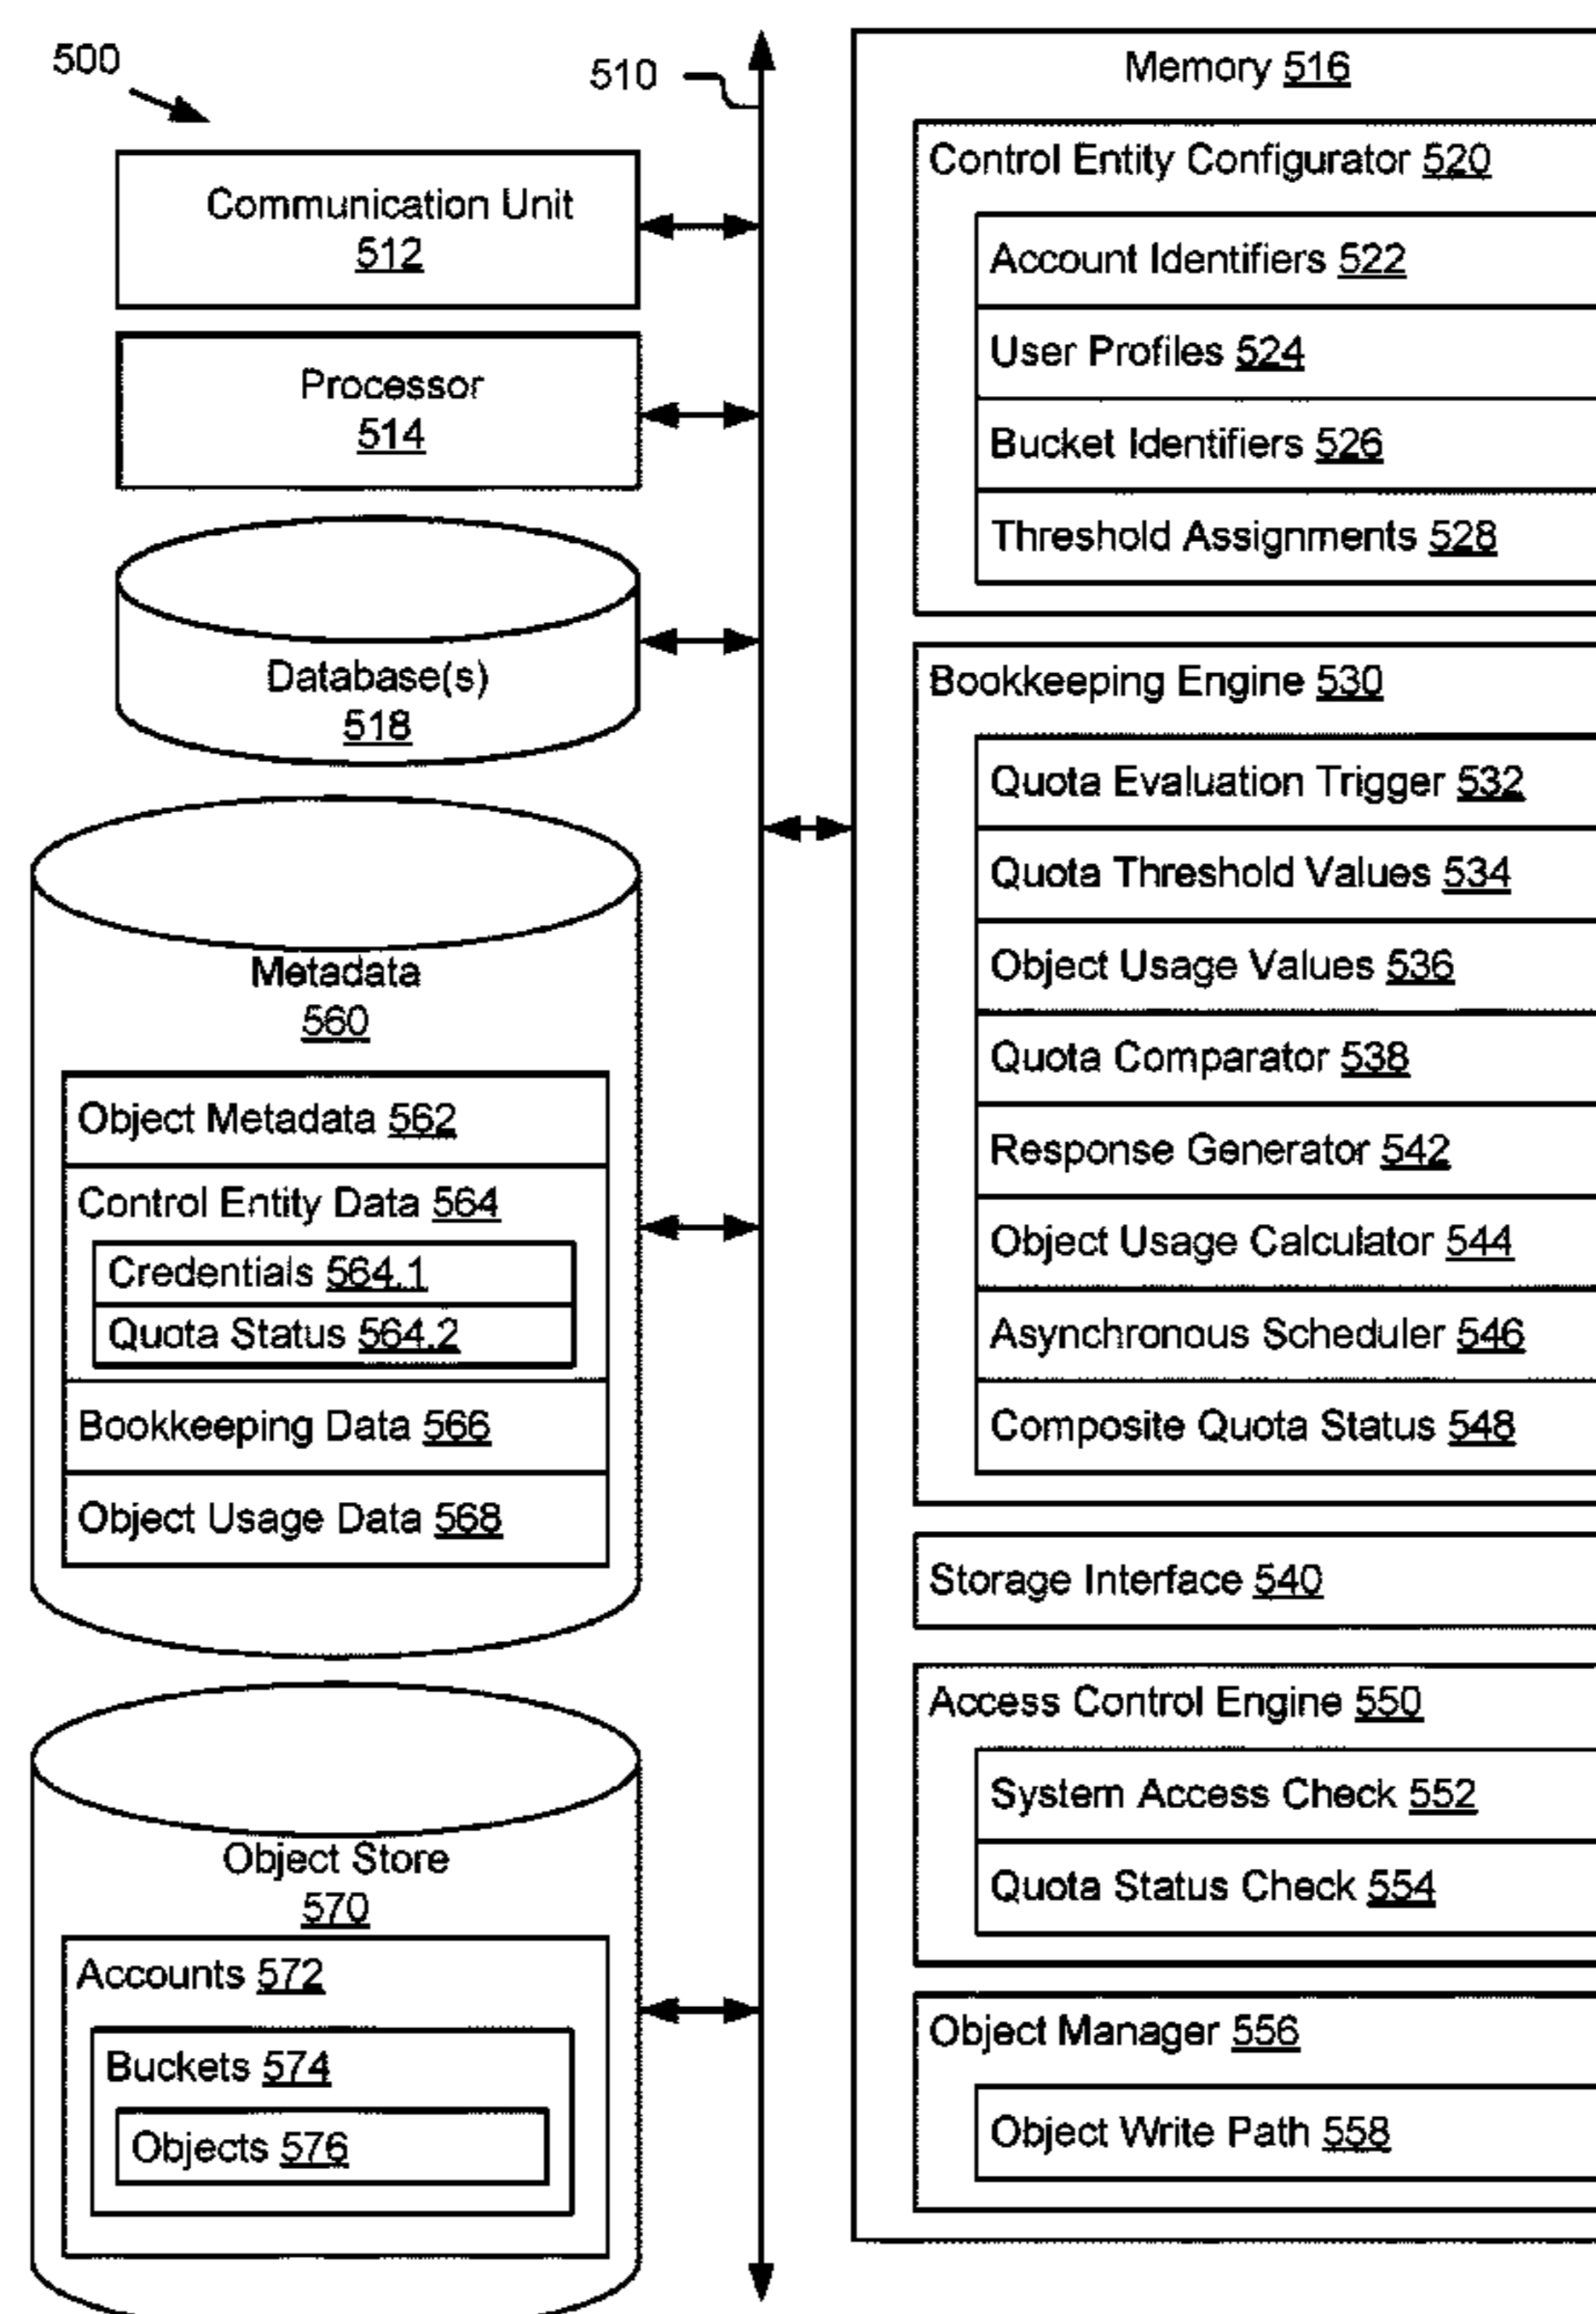 500
510
Communication Unit
512
Processor
514
Database(s)
518
Metadata
560
Object Metadata 562
Control Entity Data 564
Credentials 564.1
Quota Status 564.2
Bookkeeping Data 566
Object Usage Data 568
Object Store
570
Accounts 572
Buckets 574
Objects 576
Memory 516
Control Entity Configurator 520
Account Identifiers 522
User Profiles 524
Bucket Identifiers 526
Threshold Assignments 528
Bookkeeping Engine 530
Quota Evaluation Trigger 532
Quota Threshold Values 534
Object Usage Values 536
Quota Comparator 538
Response Generator 542
Object Usage Calculator 544
Asynchronous Scheduler 546
Composite Quota Status 548
Storage Interface 540
Access Control Engine 550
System Access Check 552
Quota Status Check 554
Object Manager 556
Object Write Path 558